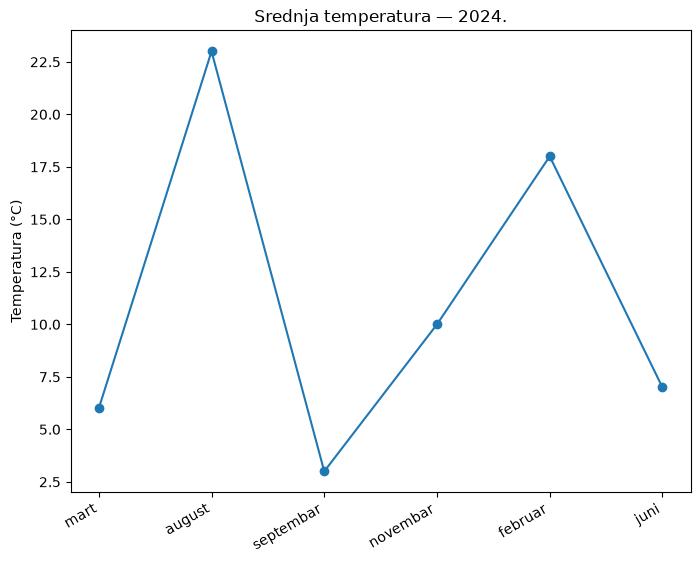 Srednja temperatura — 2024.
Temperatura (°C)
22.5
20.0
17.5
15.0
12.5
10.0
7.5
5.0
2.5
mart
august
septembar
novembar
februar
juni